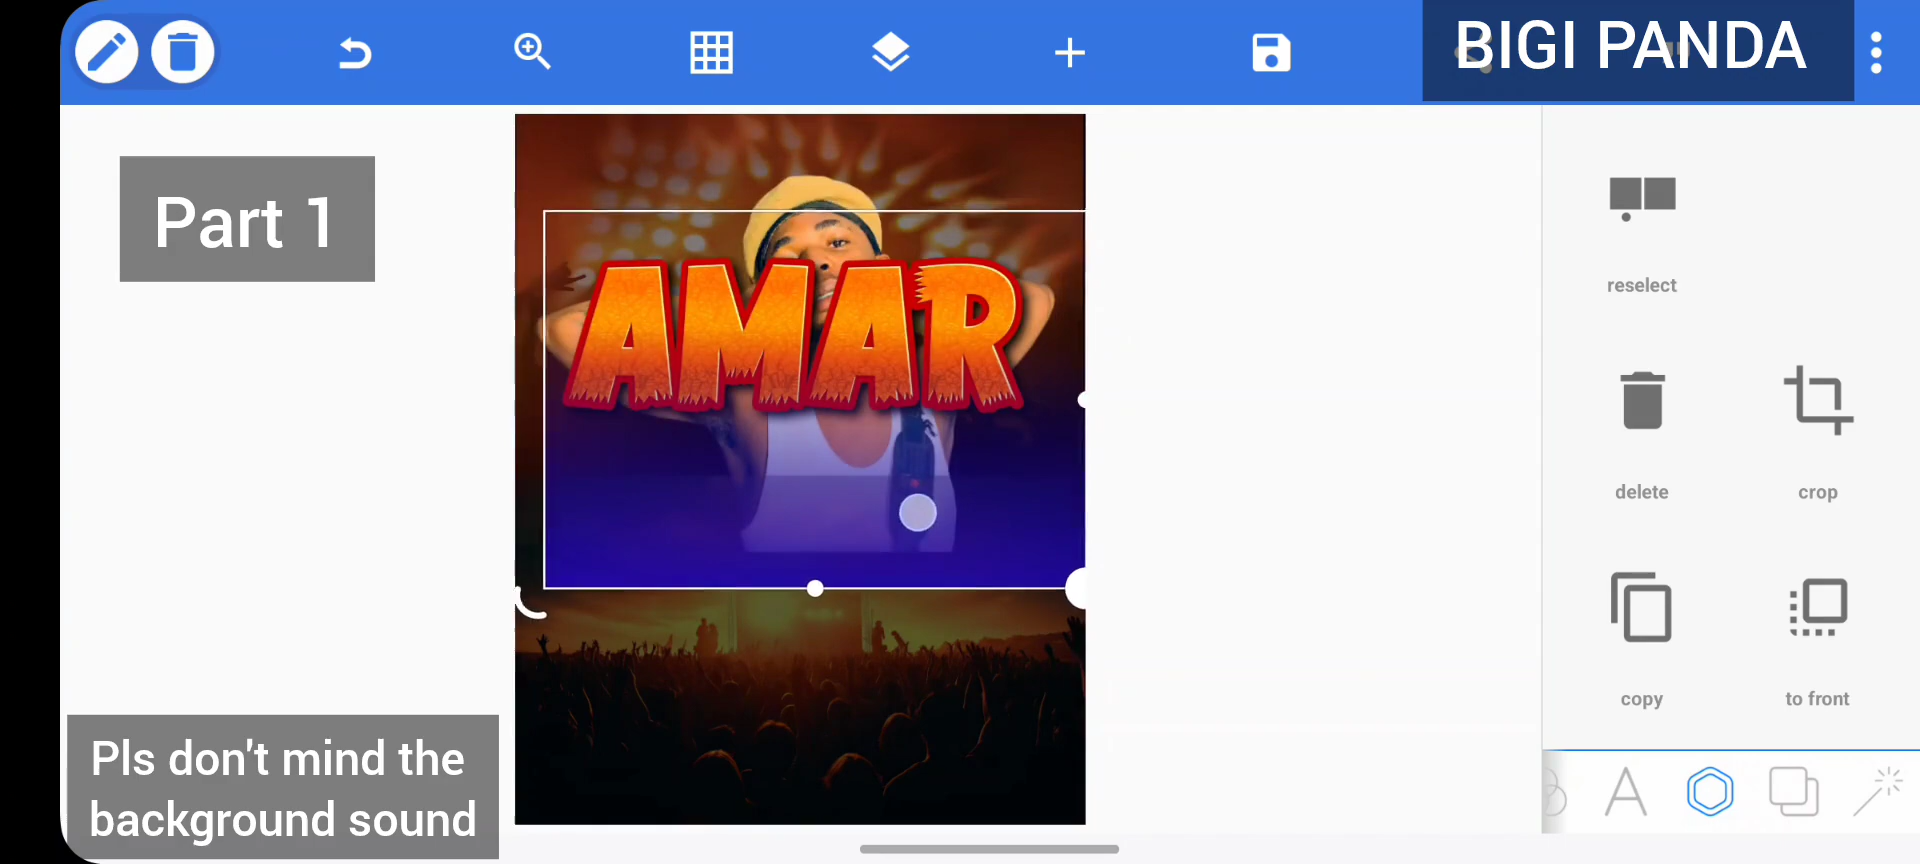 BIGI PANDA
Part 1
AMAR
reselect
delete
crop
copy
to front
Pls don't mind the
background sound